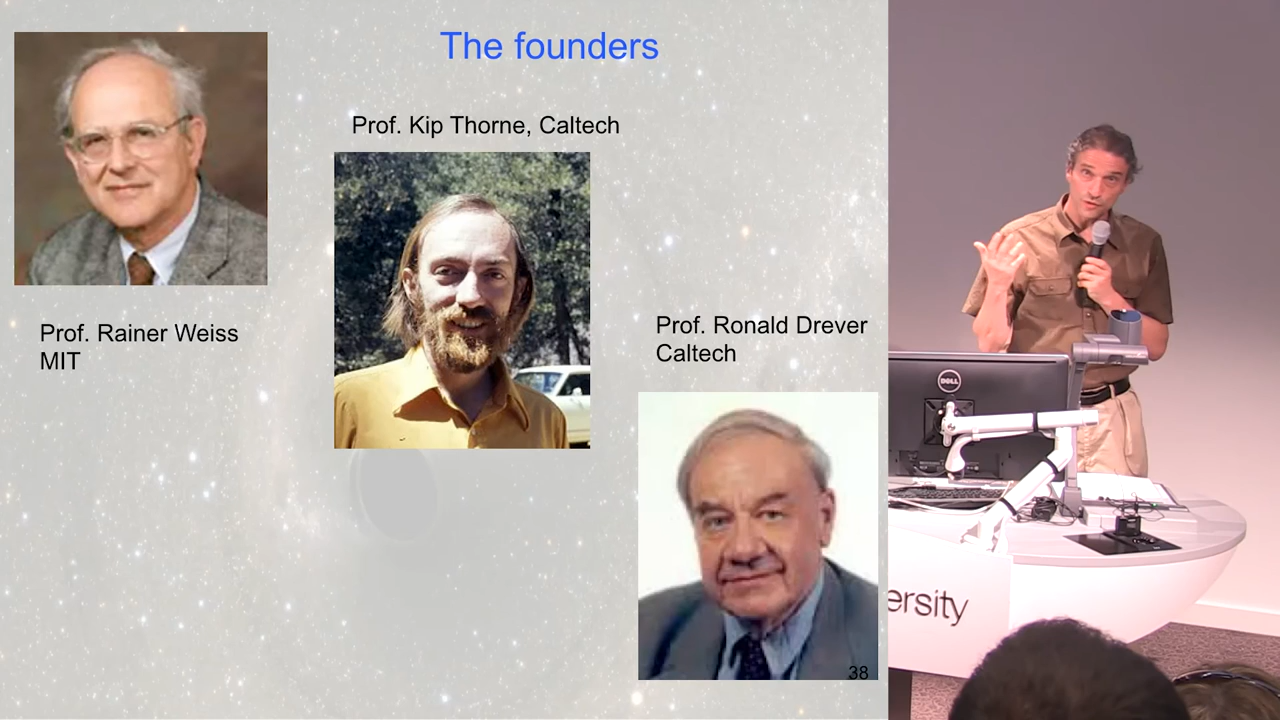 The founders
Prof. Kip Thorne, Caltech
Prof. Rainer Weiss
MIT
Prof. Ronald Drever
Caltech
38
DELL
ersity